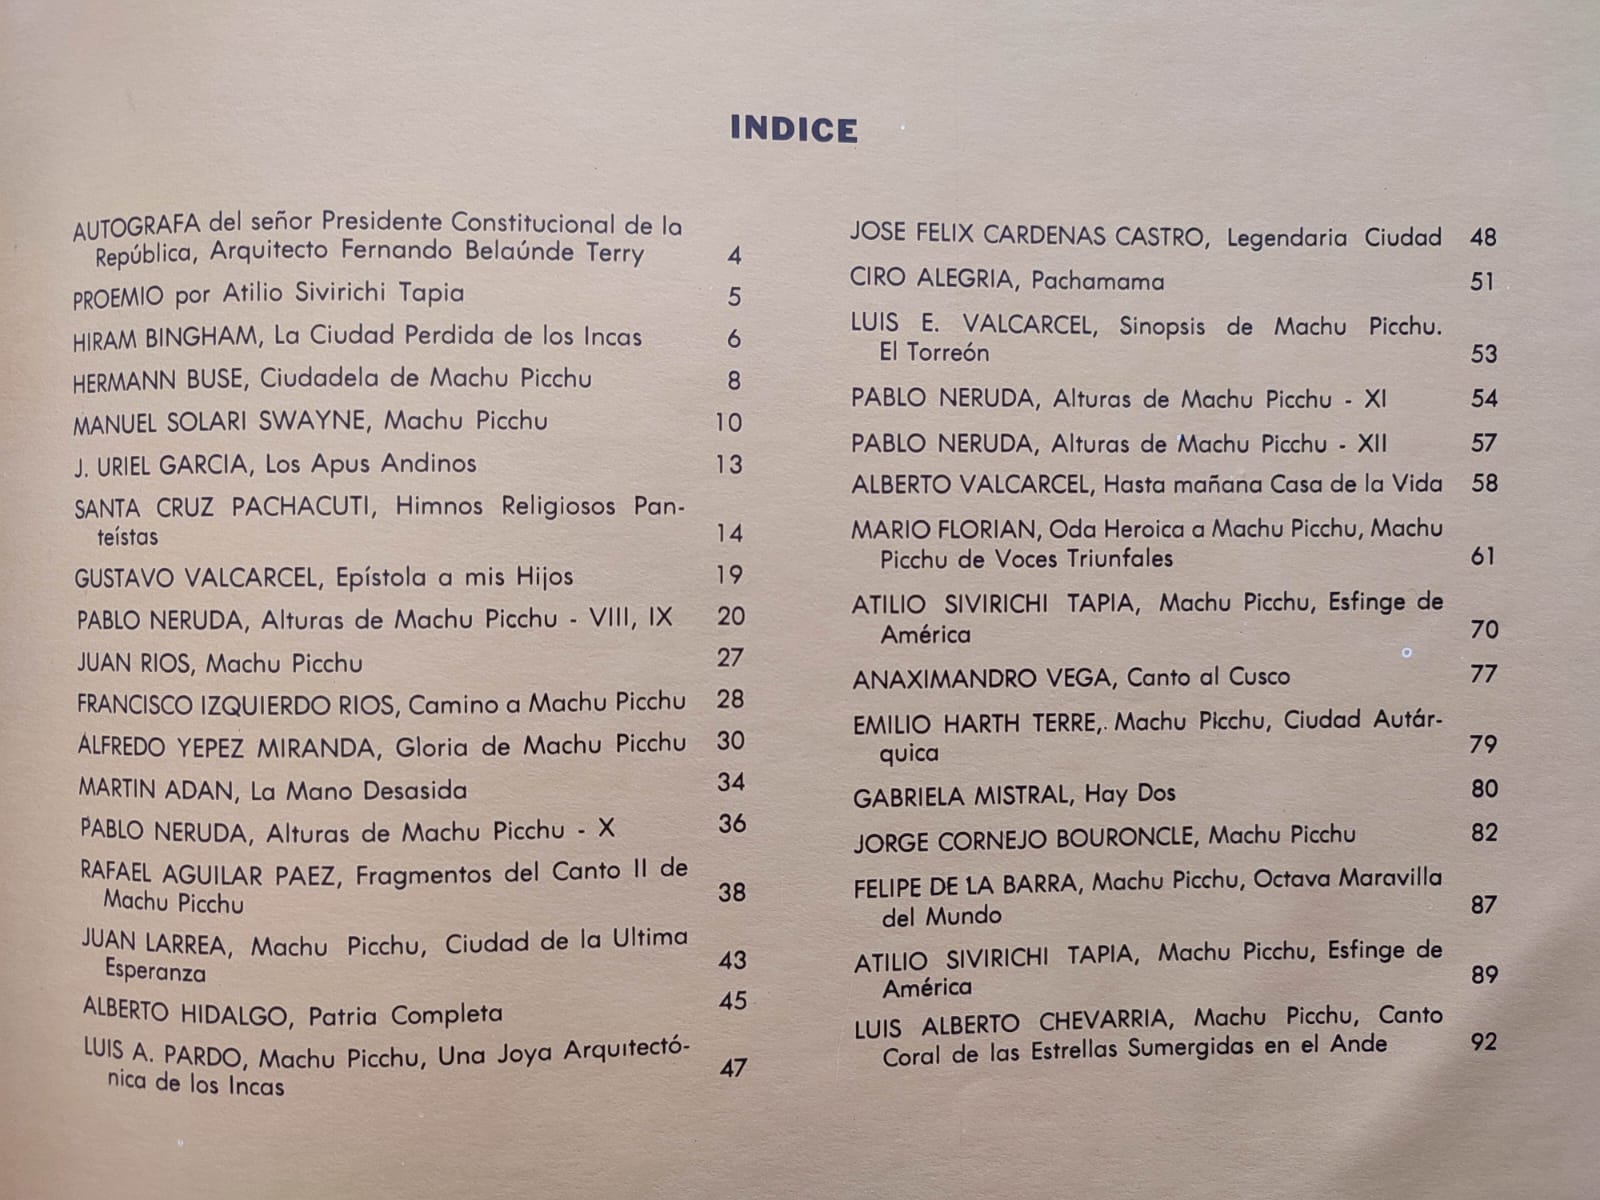 INDICE
AUTOGRAFA del señor Presidente Constitucional de la
República, Arquitecto Fernando Belaúnde Terry 4
PROEMIO por Atilio Sivirichi Tapia 5
HIRAM BINGHAM, La Ciudad Perdida de los Incas 6
HERMANN BUSE, Ciudadela de Machu Picchu 8
MANUEL SOLARI SWAYNE, Machu Picchu 10
J. URIEL GARCIA, Los Apus Andinos 13
SANTA CRUZ PACHACUTI, Himnos Religiosos Pan-
teístas 14
GUSTAVO VALCARCEL, Epístola a mis Hijos 19
PABLO NERUDA, Alturas de Machu Picchu - VIII, IX 20
JUAN RIOS, Machu Picchu 27
FRANCISCO IZQUIERDO RIOS, Camino a Machu Picchu 28
ALFREDO YEPEZ MIRANDA, Gloria de Machu Picchu 30
MARTIN ADAN, La Mano Desasida 34
PABLO NERUDA, Alturas de Machu Picchu - X 36
RAFAEL AGUILAR PAEZ, Fragmentos del Canto II de
Machu Picchu 38
JUAN LARREA, Machu Picchu, Ciudad de la Ultima
Esperanza 43
ALBERTO HIDALGO, Patria Completa 45
LUIS A. PARDO, Machu Picchu, Una Joya Arquitectó-
nica de los Incas 47
JOSE FELIX CARDENAS CASTRO, Legendaria Ciudad 48
CIRO ALEGRIA, Pachamama 51
LUIS E. VALCARCEL, Sinopsis de Machu Picchu.
El Torreón 53
PABLO NERUDA, Alturas de Machu Picchu - XI 54
PABLO NERUDA, Alturas de Machu Picchu - XII 57
ALBERTO VALCARCEL, Hasta mañana Casa de la Vida 58
MARIO FLORIAN, Oda Heroica a Machu Picchu, Machu
Picchu de Voces Triunfales 61
ATILIO SIVIRICHI TAPIA, Machu Picchu, Esfinge de
América 70
ANAXIMANDRO VEGA, Canto al Cusco 77
EMILIO HARTH TERRE,. Machu Picchu, Ciudad Autár-
quica 79
GABRIELA MISTRAL, Hay Dos 80
JORGE CORNEJO BOURONCLE, Machu Picchu 82
FELIPE DE LA BARRA, Machu Picchu, Octava Maravilla
del Mundo 87
ATILIO SIVIRICHI TAPIA, Machu Picchu, Esfinge de
América 89
LUIS ALBERTO CHEVARRIA, Machu Picchu, Canto
Coral de las Estrellas Sumergidas en el Ande 92